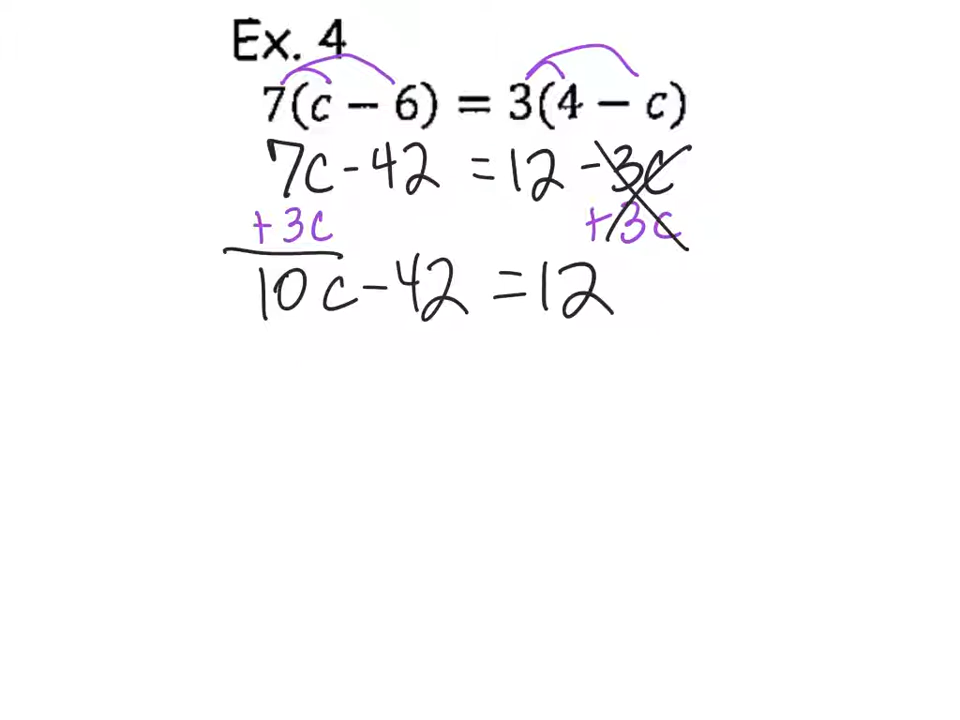 Ex. 4
7(c − 6) = 3(4 − c)
7c - 42 = 12 - 3c
+3c +3c
10c - 42 = 12